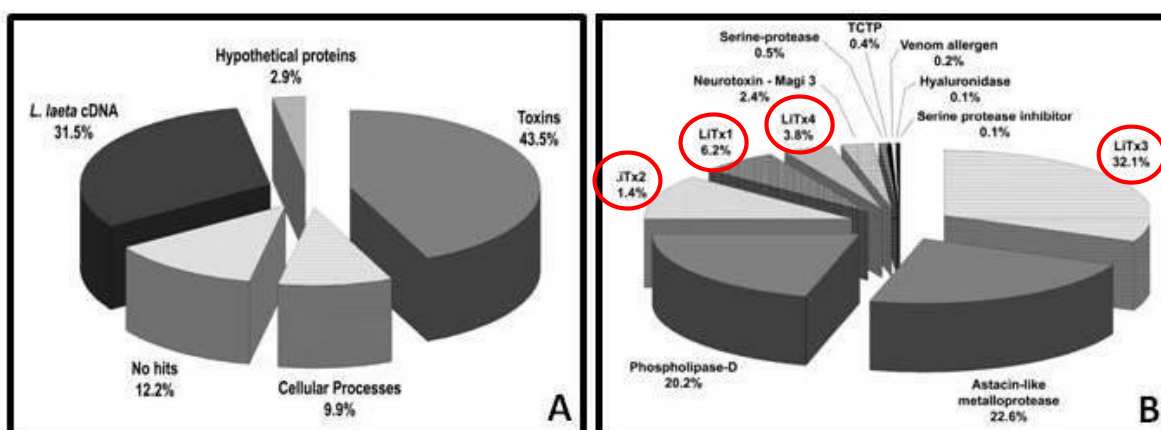 Hypothetical proteins
2.9%
L. laeta cDNA
31.5%
Toxins
43.5%
No hits
12.2%
Cellular Processes
9.9%
A
TCTP
0.4%
Serine-protease
0.5%
Venom allergen
0.2%
Neurotoxin - Magi 3
2.4%
Hyaluronidase
0.1%
Serine protease inhibitor
0.1%
LiTx4
3.8%
LiTx1
6.2%
LiTx3
32.1%
.iTx2
1.4%
Phospholipase-D
20.2%
Astacin-like
metalloprotease
22.6%
B